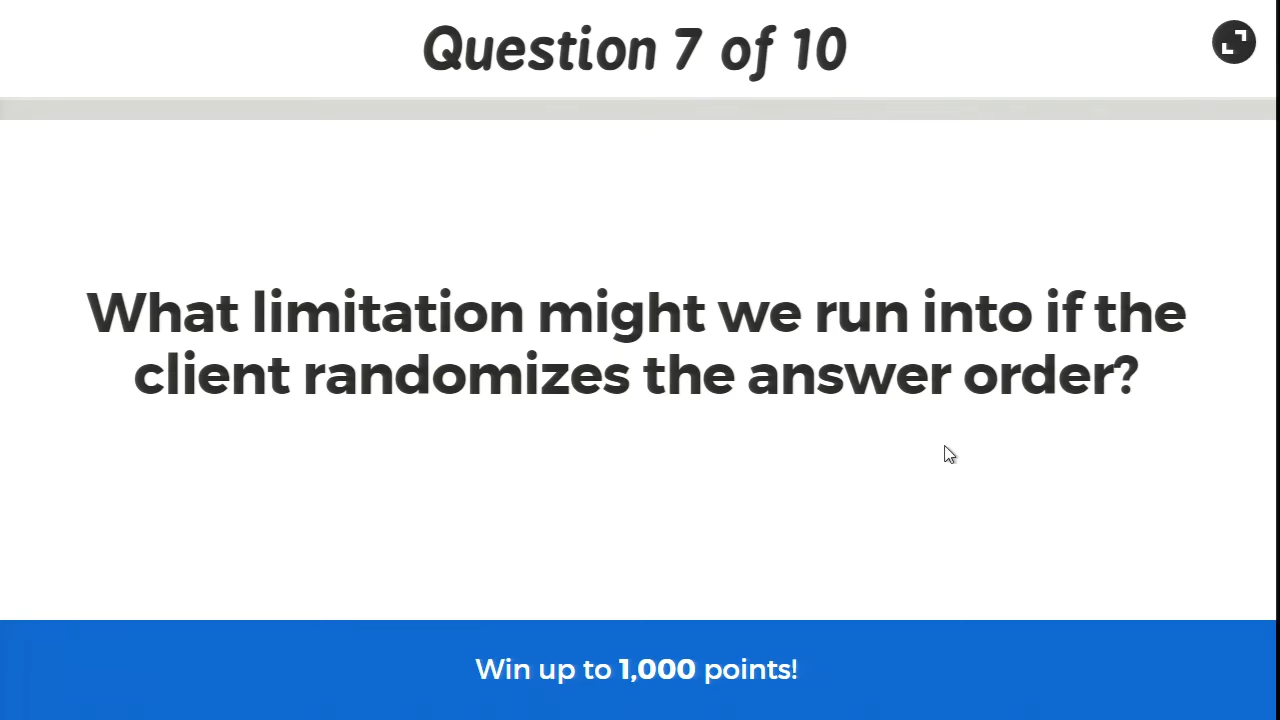 Question 7 of 10
What limitation might we run into if the
client randomizes the answer order?
Win up to 1,000 points!